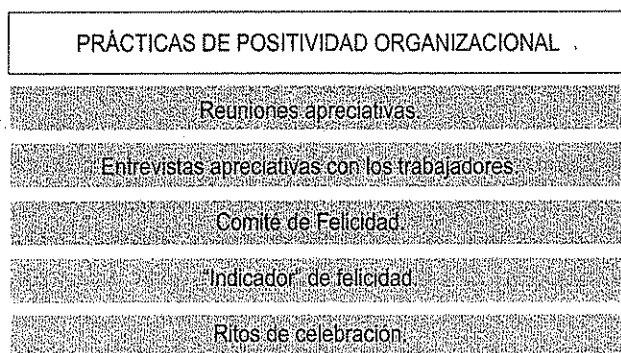 PRÁCTICAS DE POSITIVIDAD ORGANIZACIONAL
Reuniones apreciativas.
Entrevistas apreciativas con los trabajadores.
Comité de Felicidad.
"Indicador" de felicidad.
Ritos de celebración.